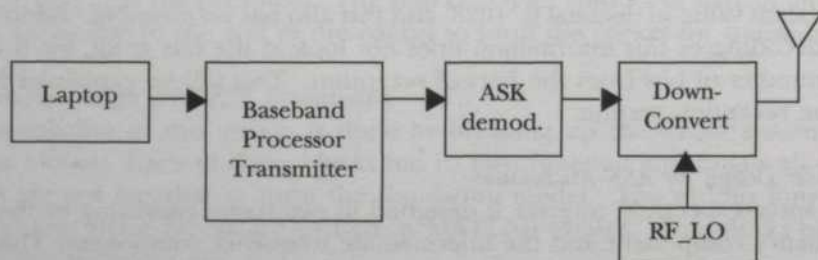 Laptop
Baseband
Processor
Transmitter
ASK
demod.
Down-
Convert
RF_LO